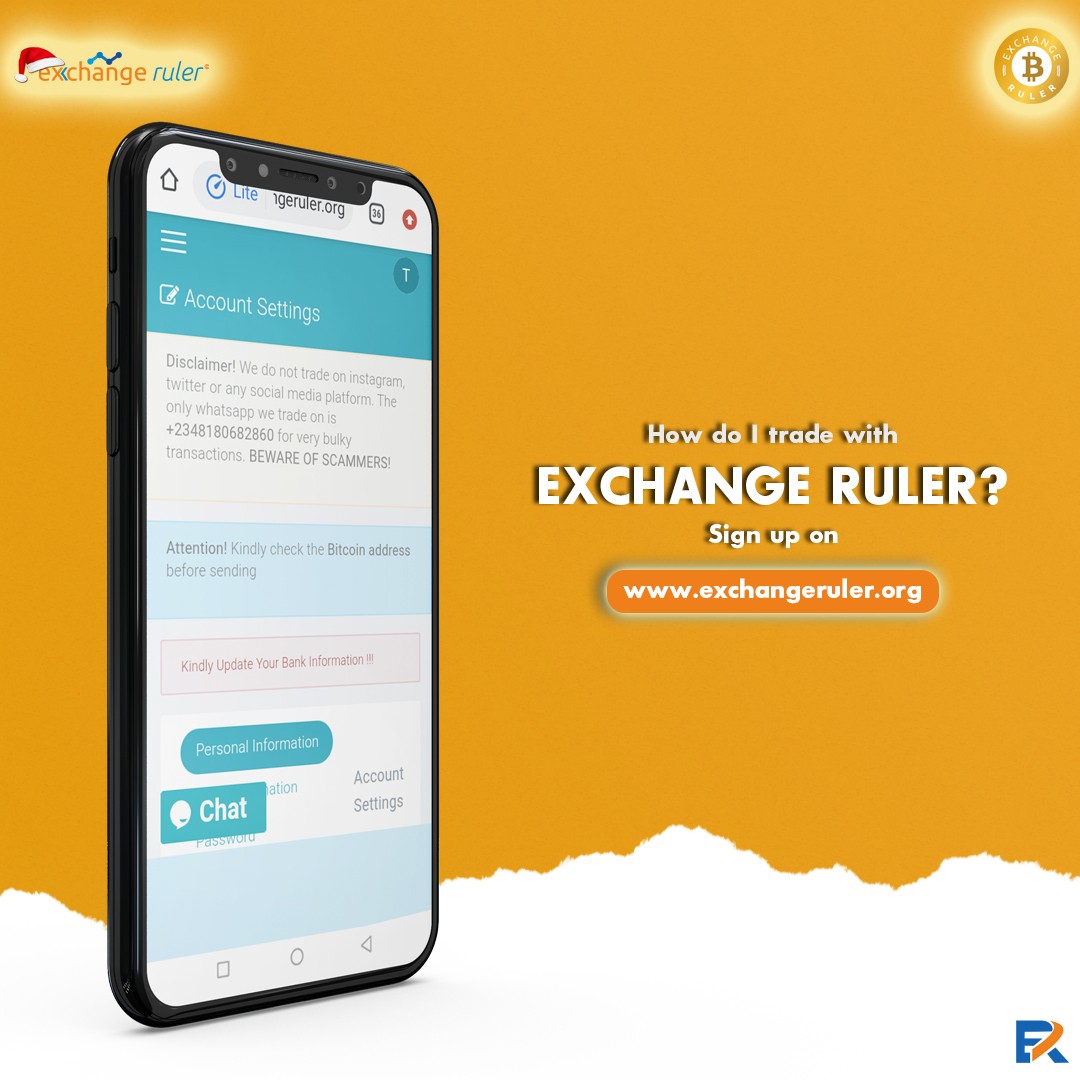 exchange ruler©
EXCHANGE
RULER
Lite
ngeruler.org
36
T
Account Settings
Disclaimer! We do not trade on instagram,
twitter or any social media platform. The
only whatsapp we trade on is
+2348180682860 for very bulky
transactions. BEWARE OF SCAMMERS!
Attention! Kindly check the Bitcoin address
before sending
Kindly Update Your Bank Information !!!
Personal Information
mation
Account
Settings
Chat
Password
How do I trade with
EXCHANGE RULER?
Sign up on
www.exchangeruler.org
ER